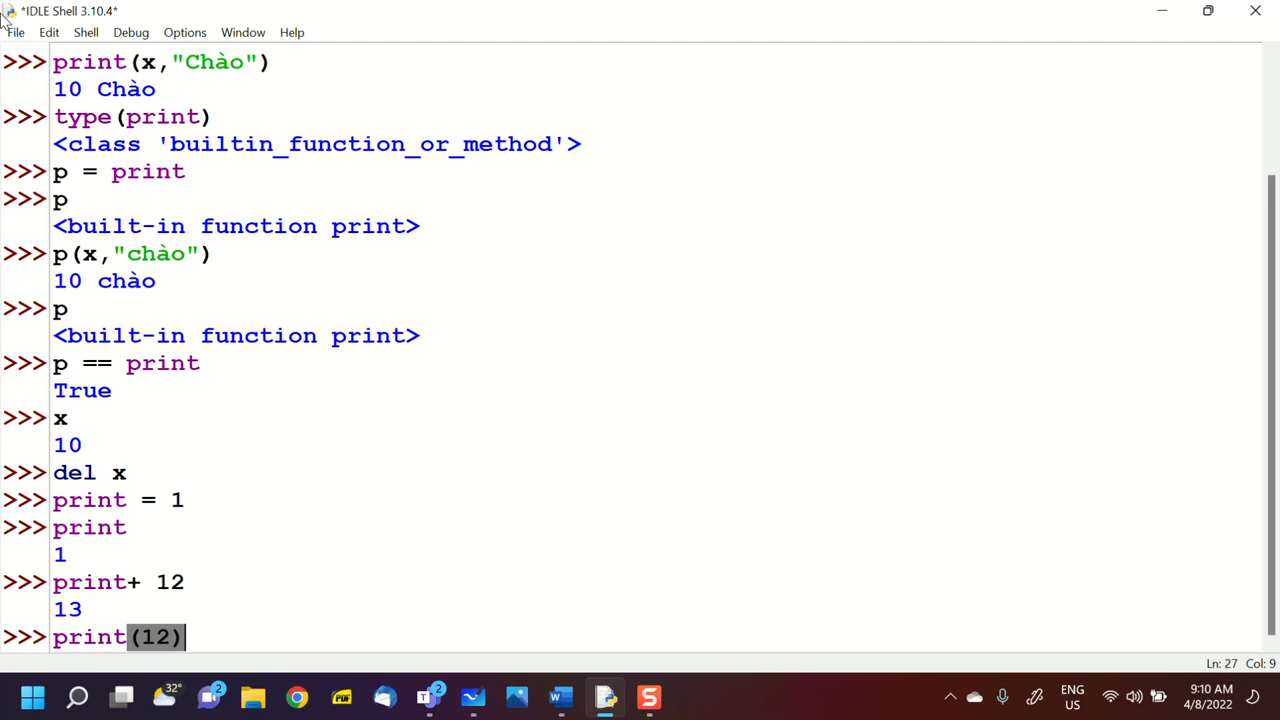 *IDLE Shell 3.10.4*
File Edit Shell Debug Options Window Help
>>> print(x,"Chào")
10 Chào
>>> type(print)
<class 'builtin_function_or_method'>
>>> p = print
>>> p
<built-in function print>
>>> p(x,"chào")
10 chào
>>> p
<built-in function print>
>>> p == print
True
>>> x
10
>>> del x
>>> print = 1
>>> print
1
>>> print+ 12
13
>>> print(12)
Ln: 27 Col: 9
32° 2 PDF T 2 W S ENG 9:10 AM
US 4/8/2022